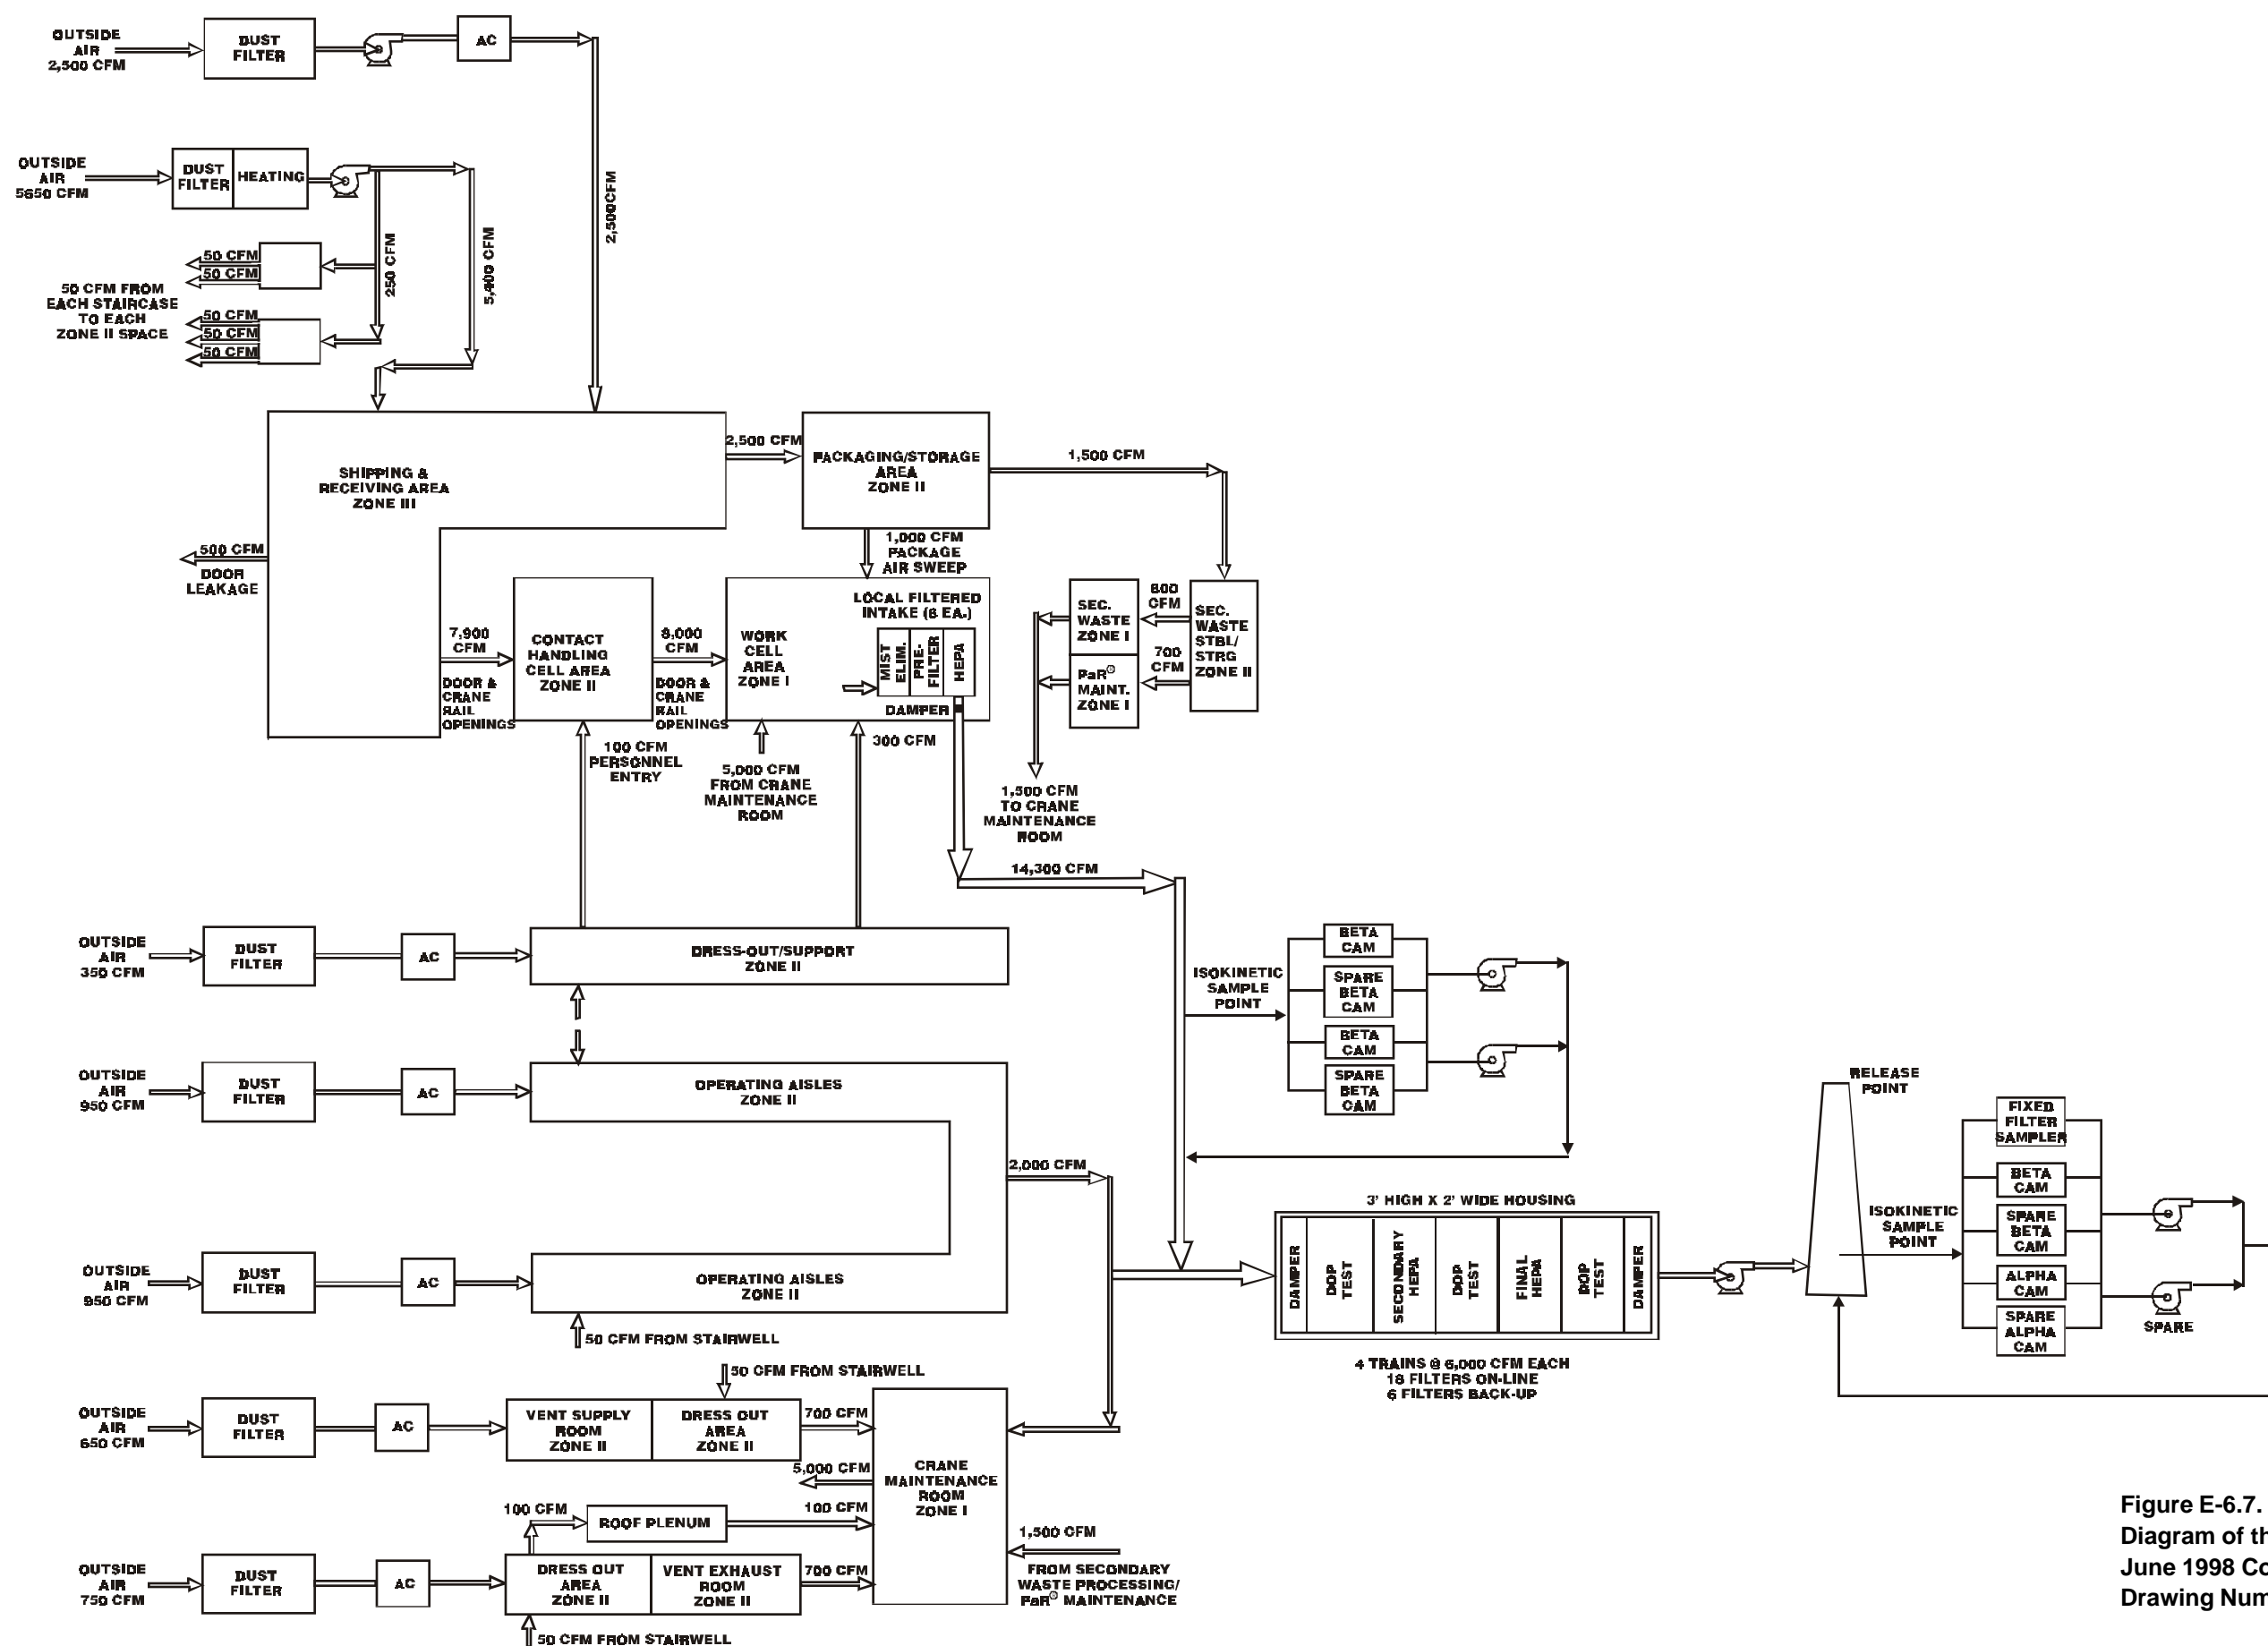 OUTSIDE
AIR
2,500 CFM
DUST
FILTER
AC
2,500CFM
OUTSIDE
AIR
5650 CFM
DUST
FILTER
HEATING
250 CFM
5,400 CFM
50 CFM
50 CFM
50 CFM FROM
EACH STAIRCASE
TO EACH
ZONE II SPACE
50 CFM
50 CFM
50 CFM
SHIPPING &
RECEIVING AREA
ZONE III
2,500 CFM
PACKAGING/STORAGE
AREA
ZONE II
1,500 CFM
500 CFM
DOOR
LEAKAGE
1,000 CFM
PACKAGE
AIR SWEEP
7,900
CFM
DOOR &
CRANE
RAIL
OPENINGS
CONTACT
HANDLING
CELL AREA
ZONE II
8,000
CFM
DOOR &
CRANE
RAIL
OPENINGS
WORK
CELL
AREA
ZONE I
LOCAL FILTERED
INTAKE (8 EA.)
MIST
ELIM.
PRE-
FILTER
HEPA
DAMPER
SEC.
WASTE
ZONE I
PaR®
MAINT.
ZONE I
800
CFM
700
CFM
SEC.
WASTE
STBL/
STRG
ZONE II
100 CFM
PERSONNEL
ENTRY
5,000 CFM
FROM CRANE
MAINTENANCE
ROOM
300 CFM
1,500 CFM
TO CRANE
MAINTENANCE
ROOM
14,300 CFM
OUTSIDE
AIR
350 CFM
DUST
FILTER
AC
DRESS-OUT/SUPPORT
ZONE II
ISOKINETIC
SAMPLE
POINT
BETA
CAM
SPARE
BETA
CAM
BETA
CAM
SPARE
BETA
CAM
OUTSIDE
AIR
950 CFM
DUST
FILTER
AC
OPERATING AISLES
ZONE II
2,000 CFM
OUTSIDE
AIR
950 CFM
DUST
FILTER
AC
OPERATING AISLES
ZONE II
50 CFM FROM STAIRWELL
3' HIGH X 2' WIDE HOUSING
DAMPER
DOP
TEST
SECONDARY
HEPA
DOP
TEST
FINAL
HEPA
DOP
TEST
DAMPER
4 TRAINS @ 6,000 CFM EACH
18 FILTERS ON-LINE
6 FILTERS BACK-UP
RELEASE
POINT
ISOKINETIC
SAMPLE
POINT
FIXED
FILTER
SAMPLER
BETA
CAM
SPARE
BETA
CAM
ALPHA
CAM
SPARE
ALPHA
CAM
SPARE
OUTSIDE
AIR
650 CFM
DUST
FILTER
AC
VENT SUPPLY
ROOM
ZONE II
50 CFM FROM STAIRWELL
DRESS OUT
AREA
ZONE II
700 CFM
5,000 CFM
CRANE
MAINTENANCE
ROOM
ZONE I
100 CFM
ROOF PLENUM
100 CFM
1,500 CFM
FROM SECONDARY
WASTE PROCESSING/
PaR® MAINTENANCE
OUTSIDE
AIR
750 CFM
DUST
FILTER
AC
DRESS OUT
AREA
ZONE II
VENT EXHAUST
ROOM
ZONE II
700 CFM
50 CFM FROM STAIRWELL
Figure E-6.7.
Diagram of th
June 1998 Co
Drawing Num